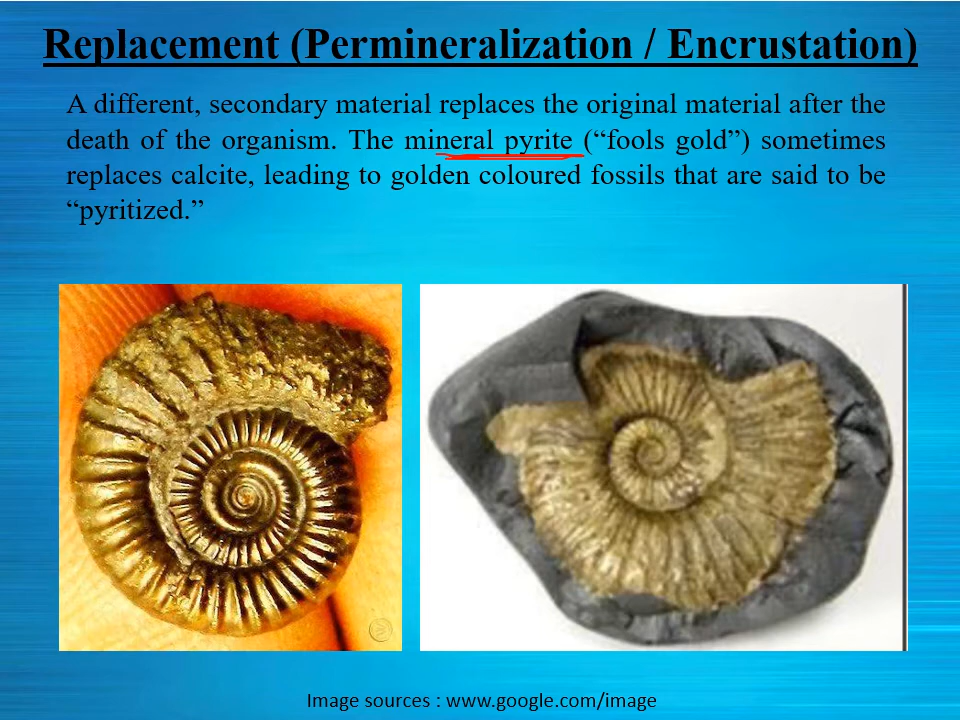 Replacement (Permineralization / Encrustation)
A different, secondary material replaces the original material after the
death of the organism. The mineral pyrite (“fools gold”) sometimes
replaces calcite, leading to golden coloured fossils that are said to be
“pyritized.”
Image sources : www.google.com/image